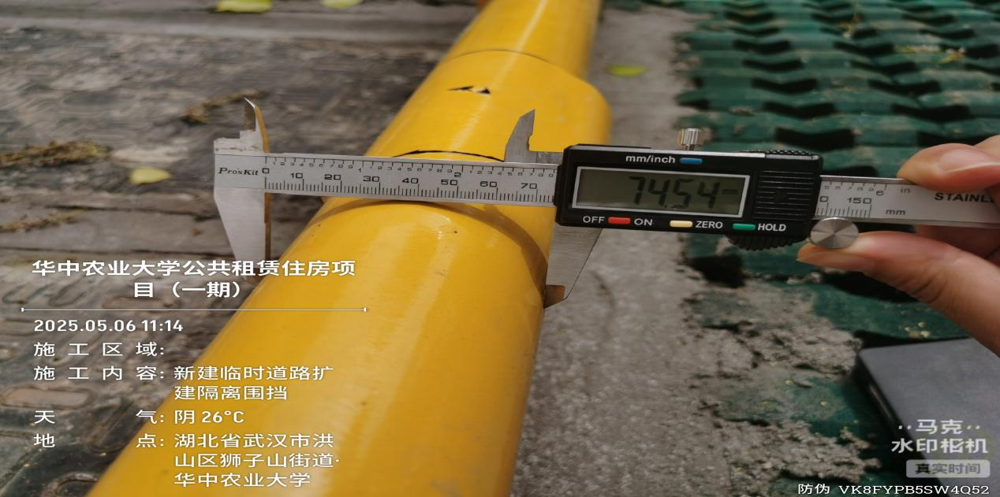 mm/inch
Pro'sKit
0 10 20 30 40 50 60 70
74.54
150
in
mm
STAINL
OFF ON ZERO HOLD
华中农业大学公共租赁住房项
目（一期）
2025.05.06 11:14
施工区域:
施工内容: 新建临时道路扩
建隔离围挡
天气: 阴 26°C
地点: 湖北省武汉市洪
山区狮子山街道·
华中农业大学
马克
水印相机
真实时间
防伪 VK8FYPB5SW4Q52